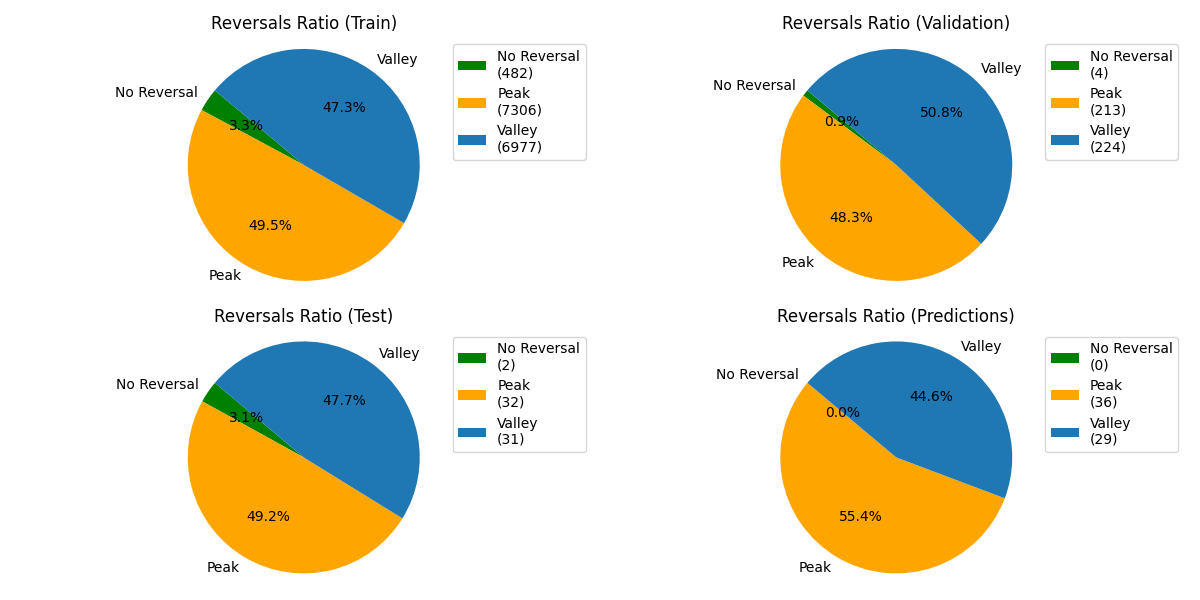 Reversals Ratio (Train)
Valley
No Reversal
47.3%
3.3%
49.5%
Peak
No Reversal
(482)
Peak
(7306)
Valley
(6977)
Reversals Ratio (Validation)
Valley
No Reversal
50.8%
0.9%
48.3%
Peak
No Reversal
(4)
Peak
(213)
Valley
(224)
Reversals Ratio (Test)
Valley
No Reversal
47.7%
3.1%
49.2%
Peak
No Reversal
(2)
Peak
(32)
Valley
(31)
Reversals Ratio (Predictions)
Valley
No Reversal
44.6%
0.0%
55.4%
Peak
No Reversal
(0)
Peak
(36)
Valley
(29)